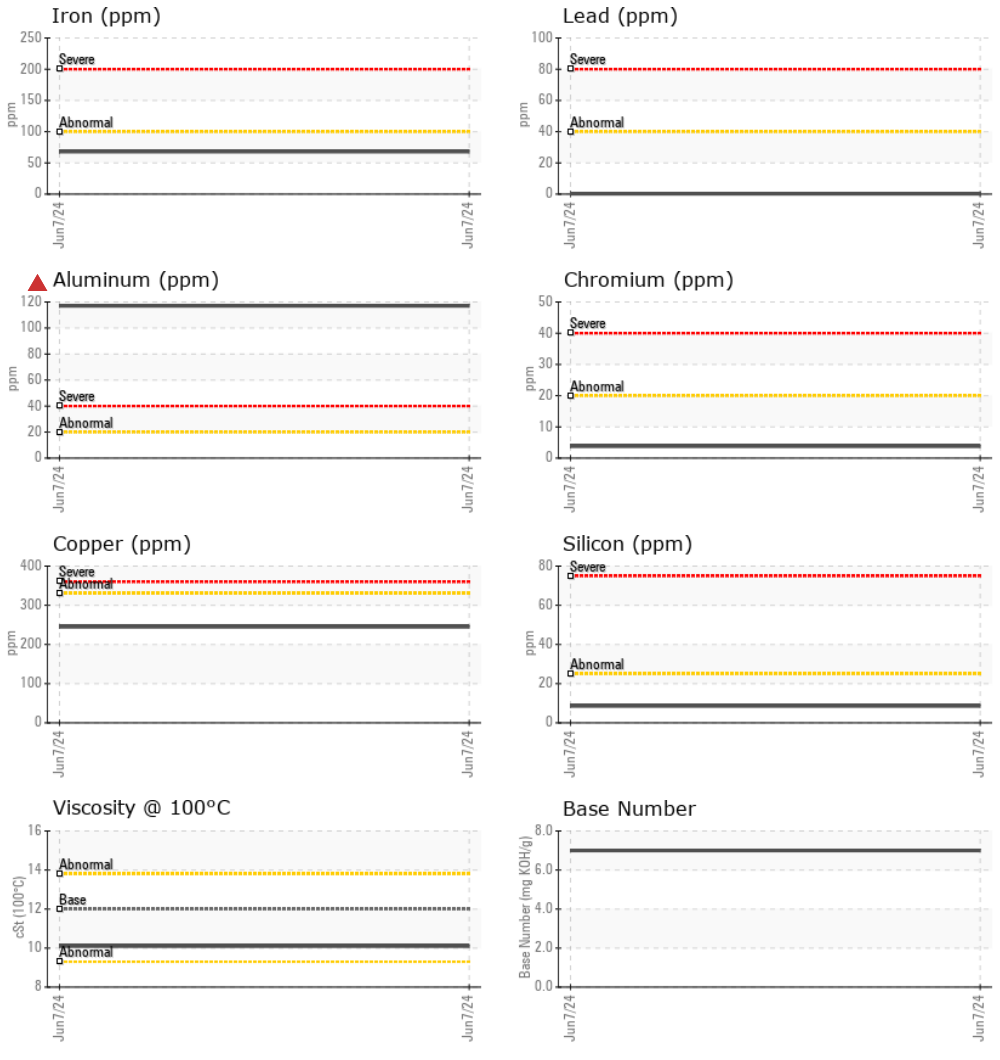 Iron (ppm)
250
200
150
100
50
0
ppm
Severe
Abnormal
Jun7/24
Jun7/24
Lead (ppm)
100
80
60
40
20
0
ppm
Severe
Abnormal
Jun7/24
Jun7/24
Aluminum (ppm)
120
100
80
60
40
20
0
ppm
Severe
Abnormal
Jun7/24
Jun7/24
Chromium (ppm)
50
40
30
20
10
0
ppm
Severe
Abnormal
Jun7/24
Jun7/24
Copper (ppm)
400
300
200
100
0
ppm
Severe
Abnormal
Jun7/24
Jun7/24
Silicon (ppm)
80
60
40
20
0
ppm
Severe
Abnormal
Jun7/24
Jun7/24
Viscosity @ 100°C
16
14
12
10
8
cSt (100°C)
Abnormal
Base
Abnormal
Jun7/24
Jun7/24
Base Number
8.0
6.0
4.0
2.0
0.0
Base Number (mg KOH/g)
Jun7/24
Jun7/24